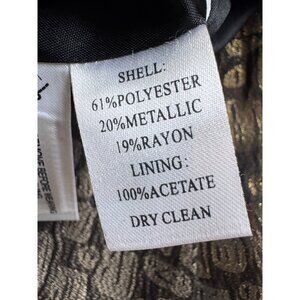 SHELL:
61%POLYESTER
20%METALLIC
19%RAYON
LINING:
100%ACETATE
DRY CLEAN